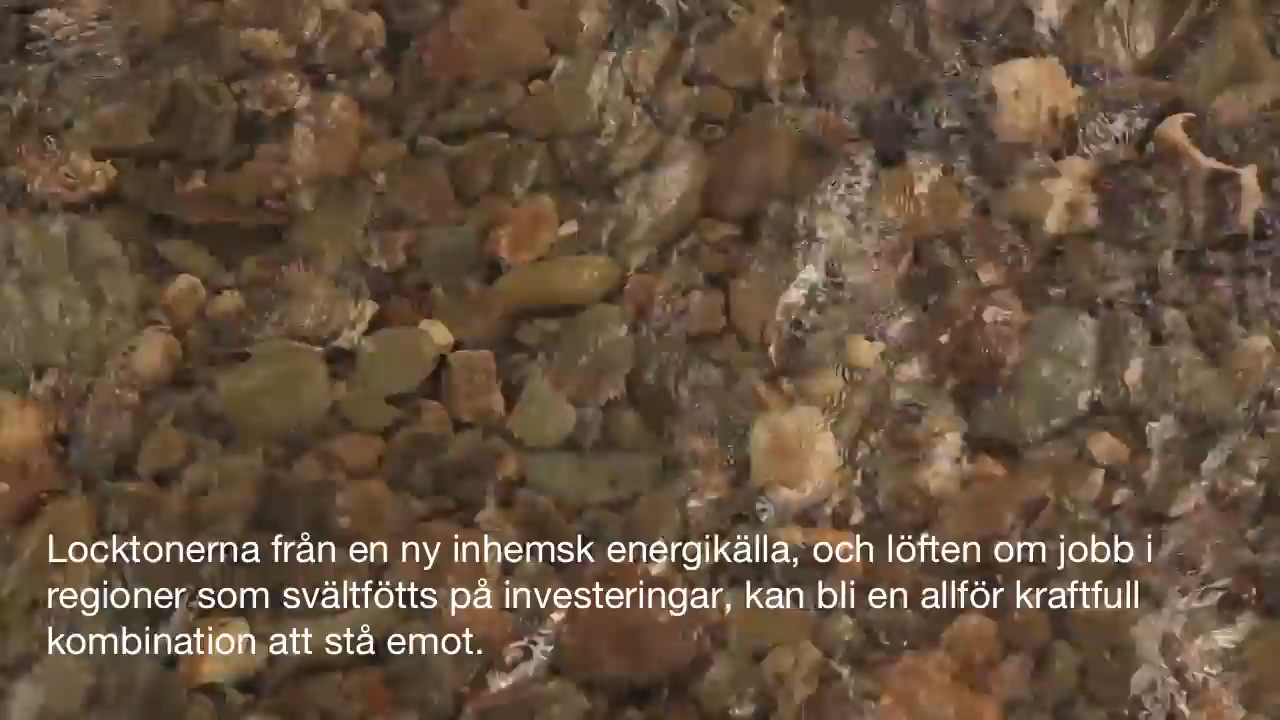 Locktonerna från en ny inhemsk energikälla, och löften om jobb i
regioner som svältfötts på investeringar, kan bli en allför kraftfull
kombination att stå emot.